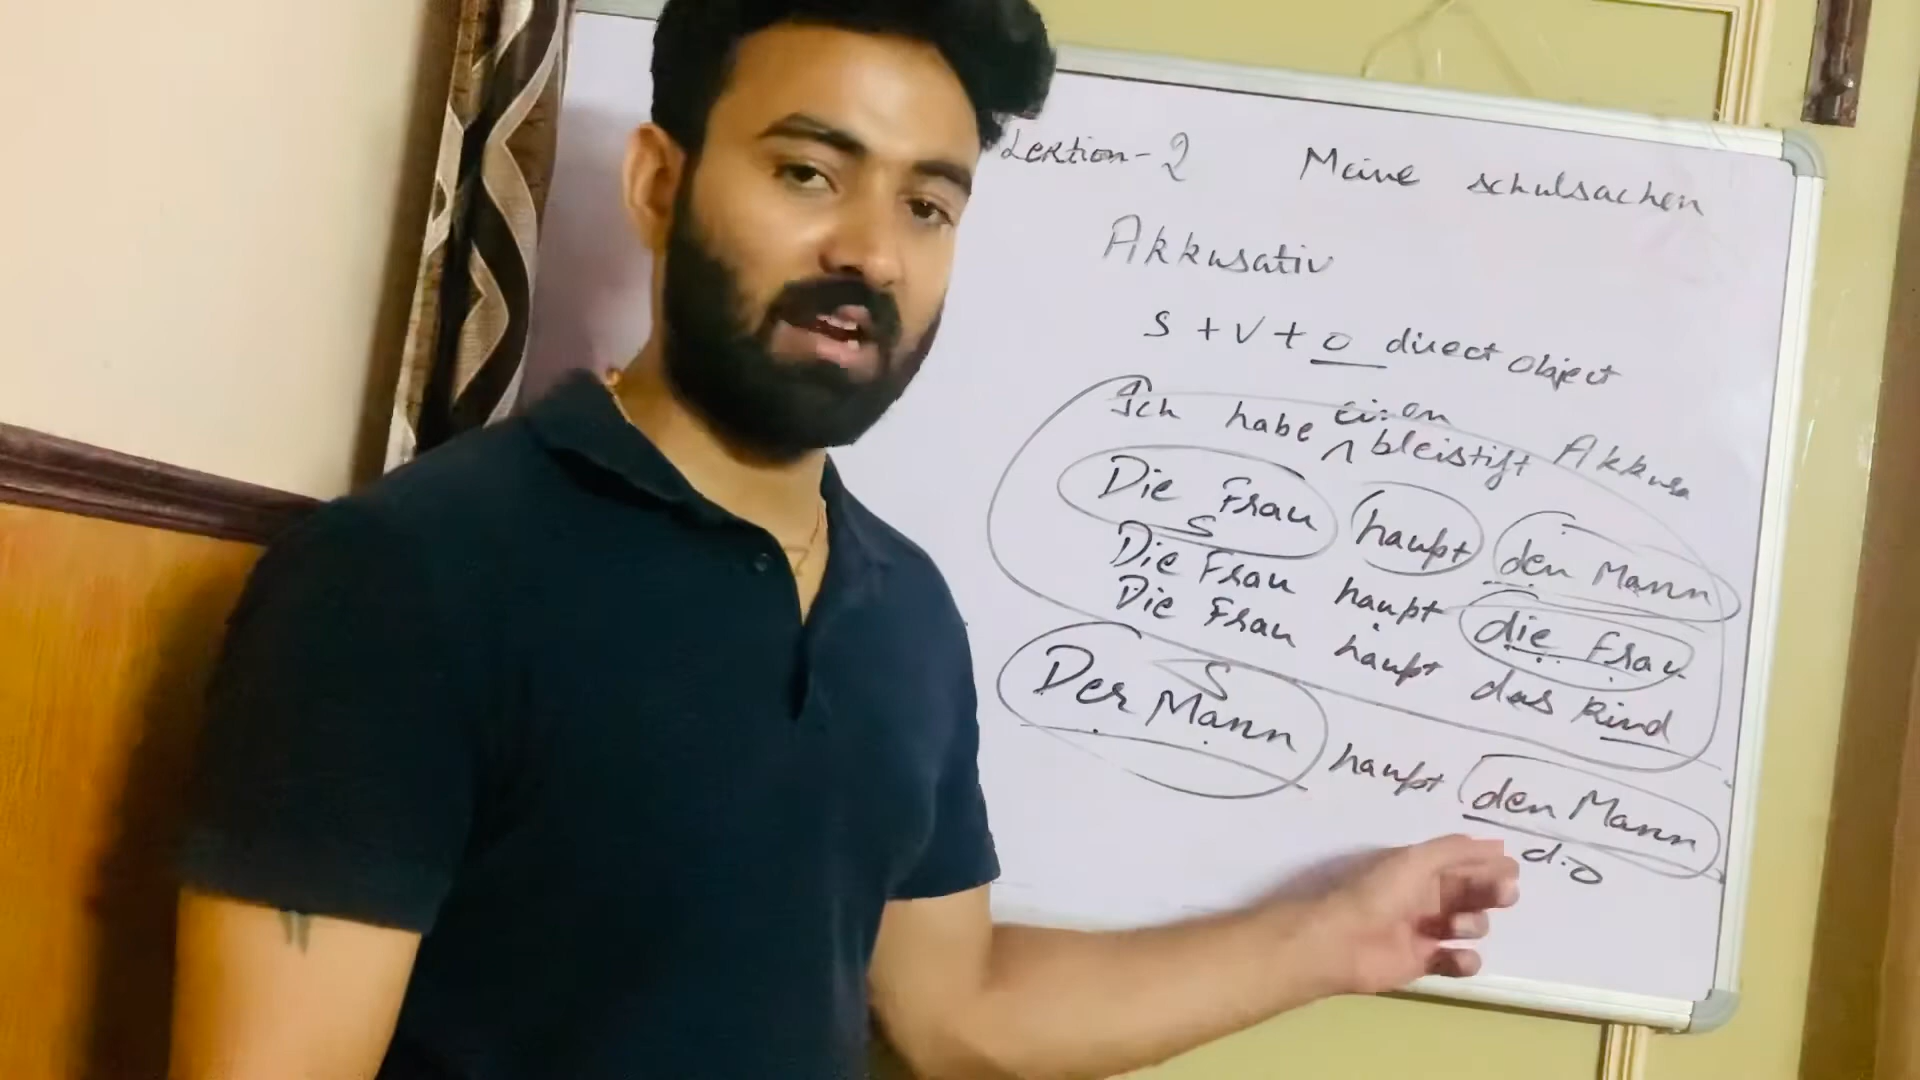 Lektion-2 Meine schulsachen
Akkusativ
S + V + O direct object
einen
Ich habe bleistift Akkusa
Die Frau haupt den Mann
S
Die Frau haupt die Frau
Die Frau haupt das Kind
S
Der Mann haupt den Mann
d.o